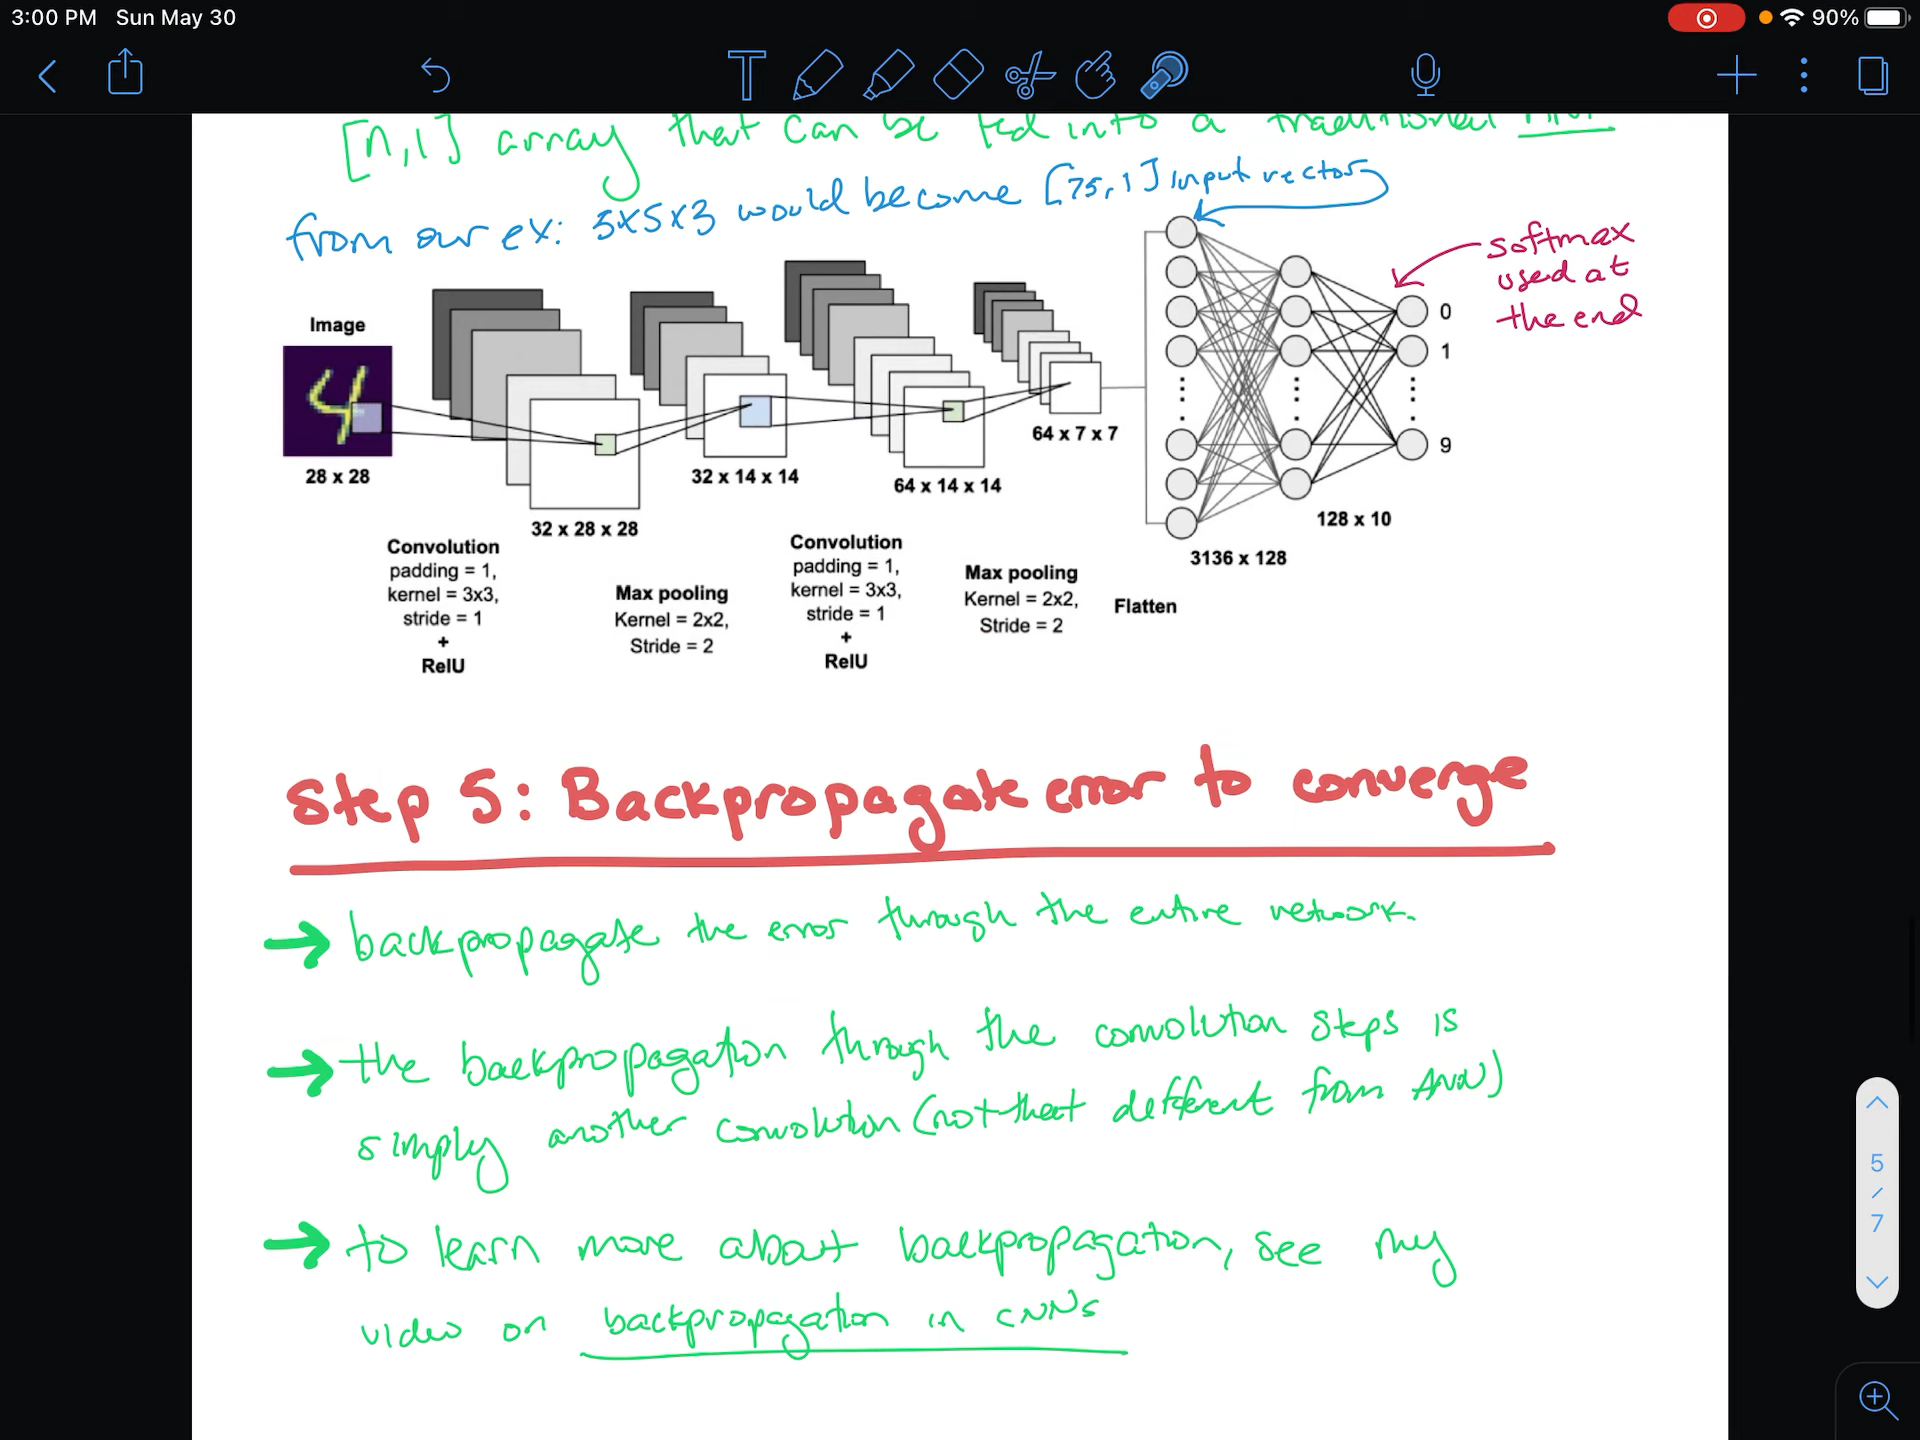 3:00 PM Sun May 30
90%
[n,1] array that can be fed into a traditional
from our ex: 5x5x3 would become [75,1] input vector
softmax
used at
the end
Image
28 x 28
32 x 28 x 28
32 x 14 x 14
64 x 14 x 14
64 x 7 x 7
0
1
9
3136 x 128
128 x 10
Convolution
padding = 1,
kernel = 3x3,
stride = 1
+
RelU
Max pooling
Kernel = 2x2,
Stride = 2
Convolution
padding = 1,
kernel = 3x3,
stride = 1
+
RelU
Max pooling
Kernel = 2x2,
Stride = 2
Flatten
Step 5: Backpropagate error to converge
→ backpropagate the error through the entire network.
→ the backpropagation through the convolution steps is
simply another convolution (not that different from ANN)
→ to learn more about backpropagation, see my
video on backpropagation in CNNs
5
/
7